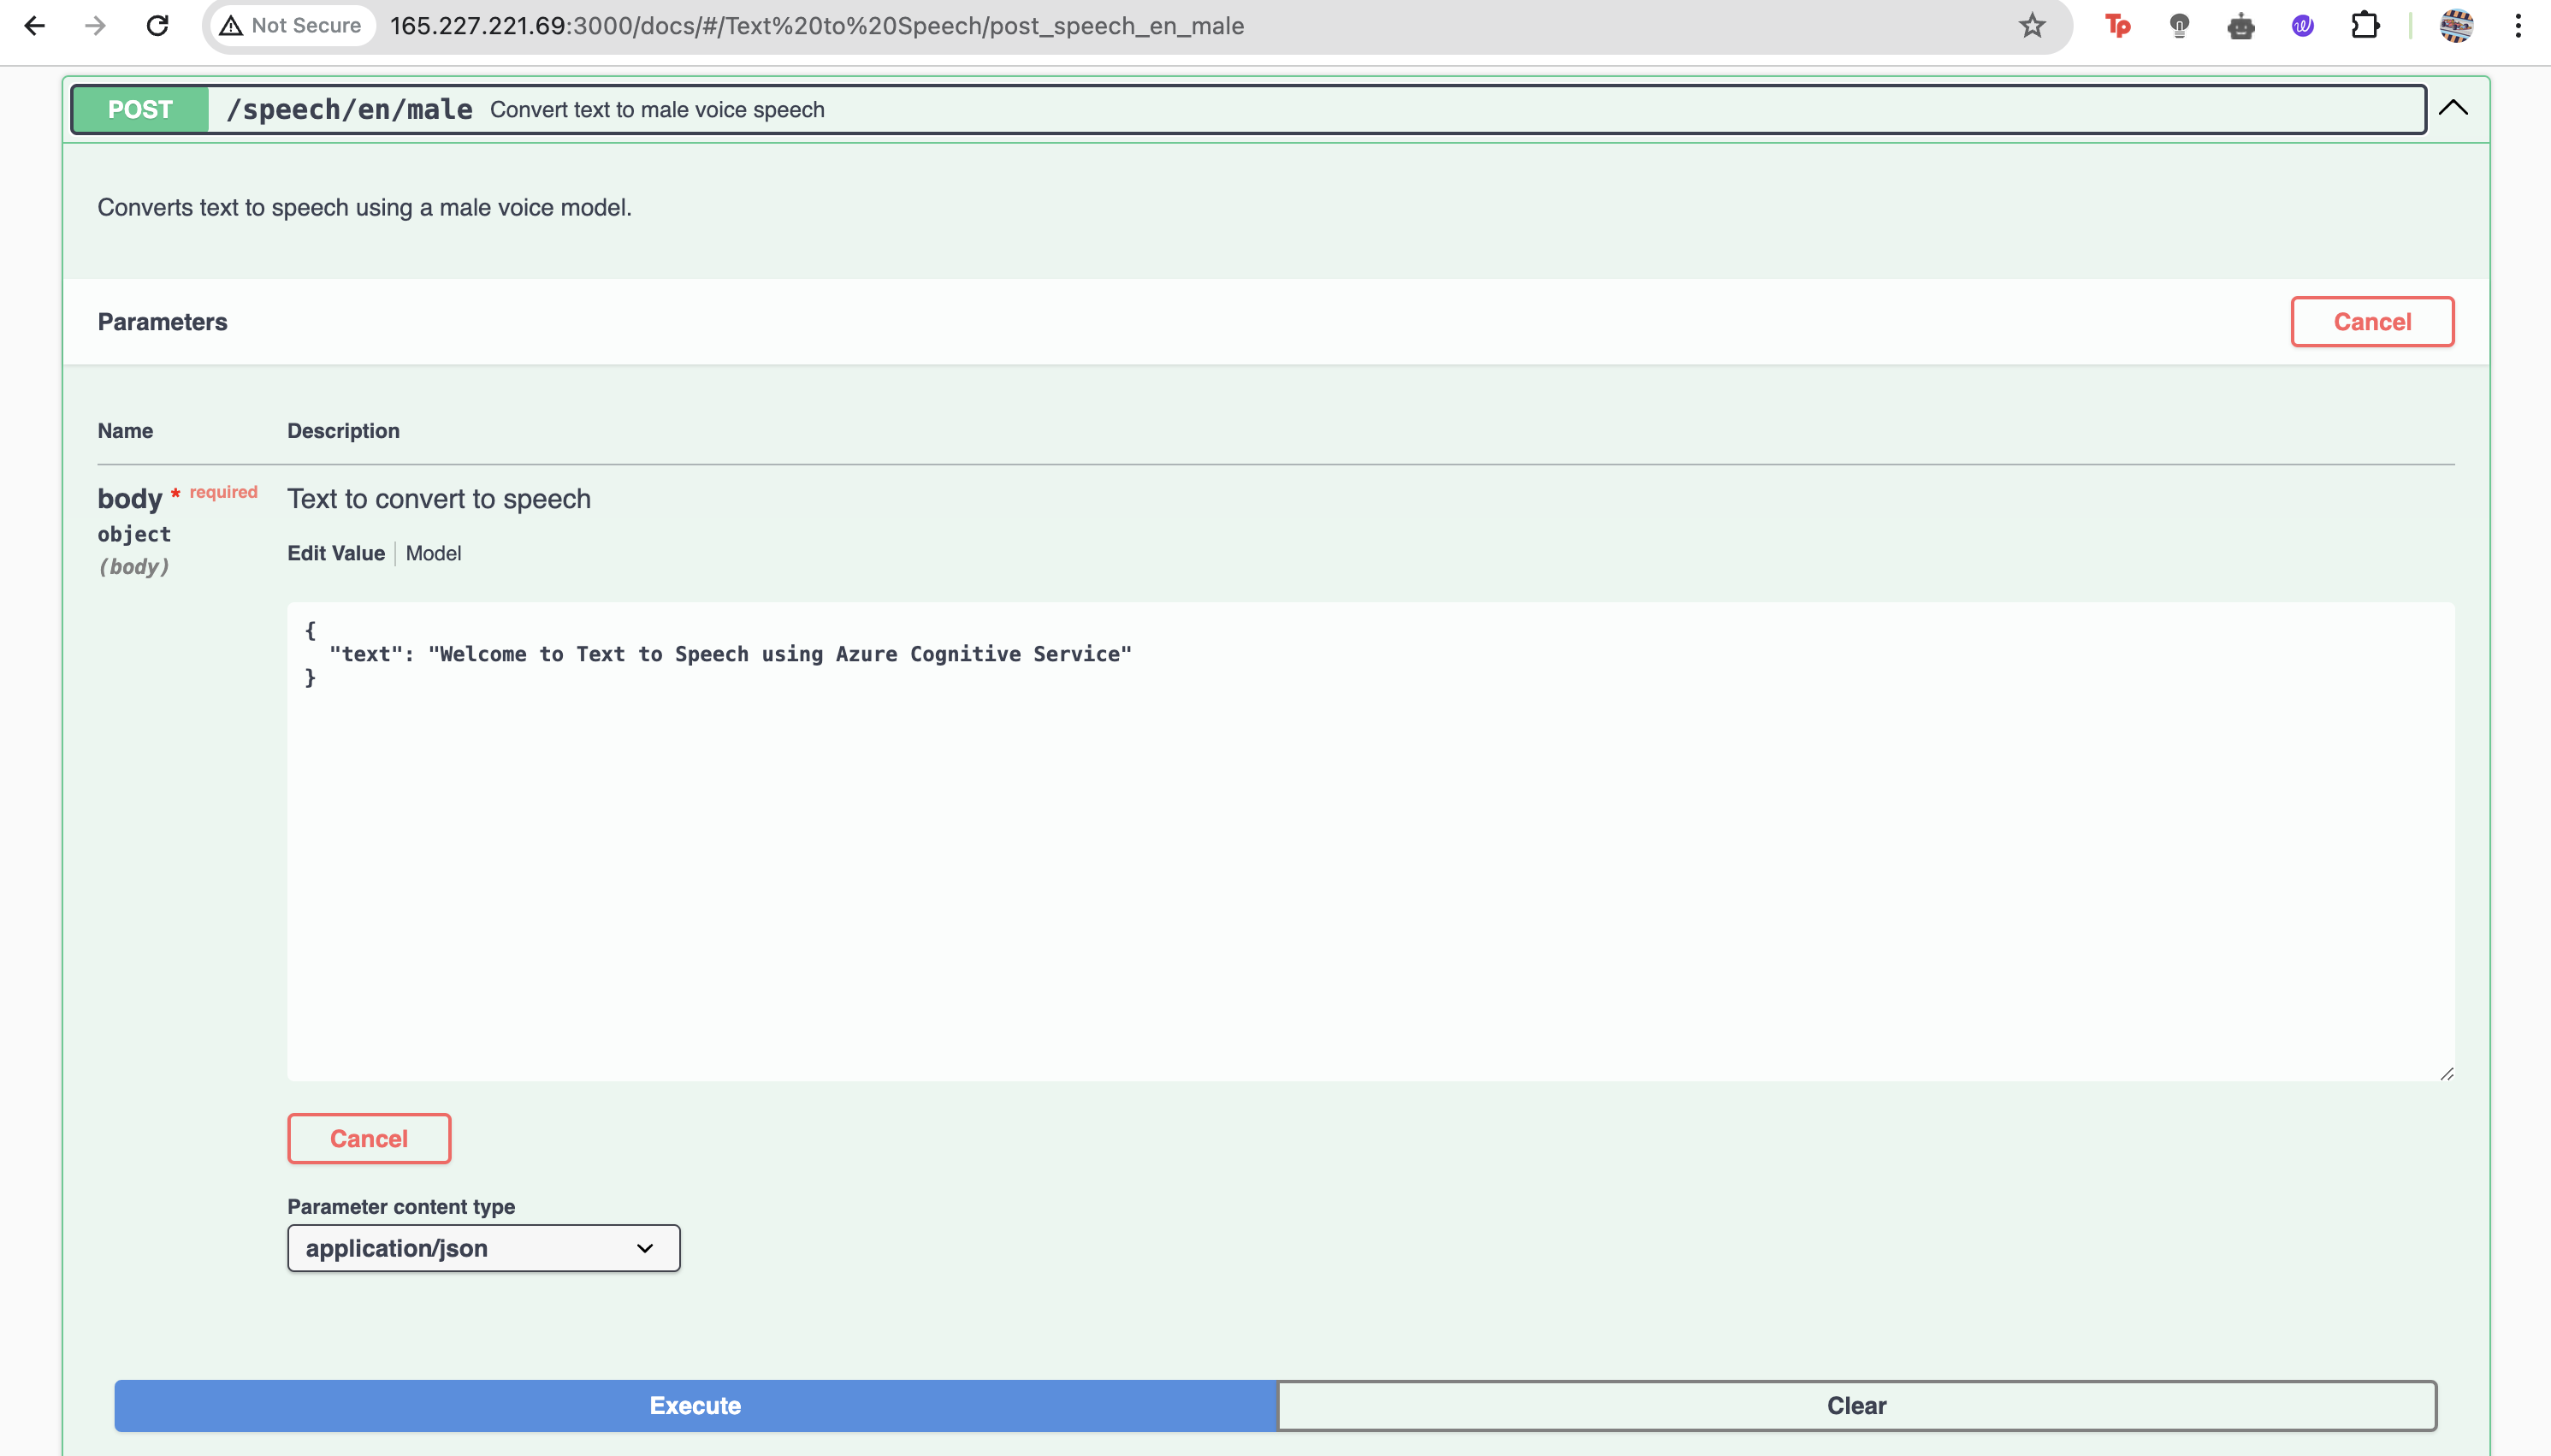 Not Secure 165.227.221.69:3000/docs/#/Text%20to%20Speech/post_speech_en_male
Tp
POST /speech/en/male Convert text to male voice speech
Converts text to speech using a male voice model.
Parameters Cancel
Name Description
body * required Text to convert to speech
object
(body)
Edit Value Model
{
"text": "Welcome to Text to Speech using Azure Cognitive Service"
}
Cancel
Parameter content type
application/json
Execute Clear